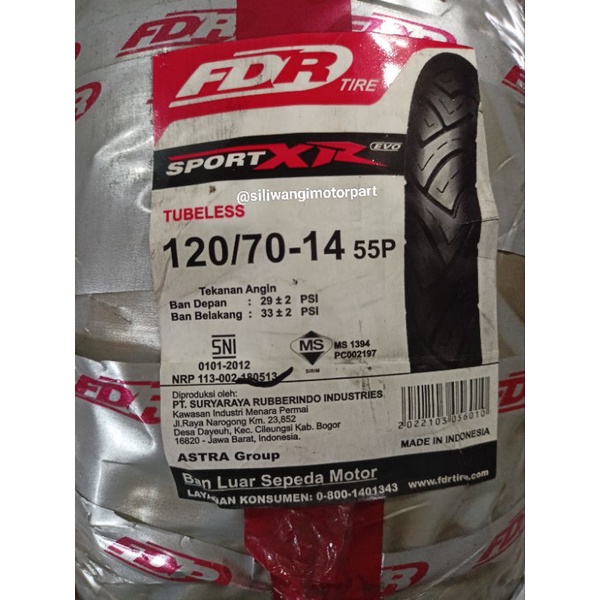 FDR
TIRE
SPORT XR EVO
@siliwangimotorpart
TUBELESS
120/70-14 55P
Tekanan Angin
Ban Depan : 29 ± 2 PSI
Ban Belakang : 33 ± 2 PSI
SNI
0101-2012
NRP 113-002-180513
MS
SIRIM
MS 1394
PC002197
Diproduksi oleh:
PT. SURYARAYA RUBBERINDO INDUSTRIES
Kawasan Industri Menara Permai
Jl.Raya Narogong Km. 23,852
Desa Dayeuh, Kec. Cileungsi Kab. Bogor
16820 - Jawa Barat, Indonesia.
ASTRA Group
2022103056010
MADE IN INDONESIA
Ban Luar Sepeda Motor
LAYANAN KONSUMEN: 0-800-1401343
www.fdrtire.com
FDR
FDR
FDR